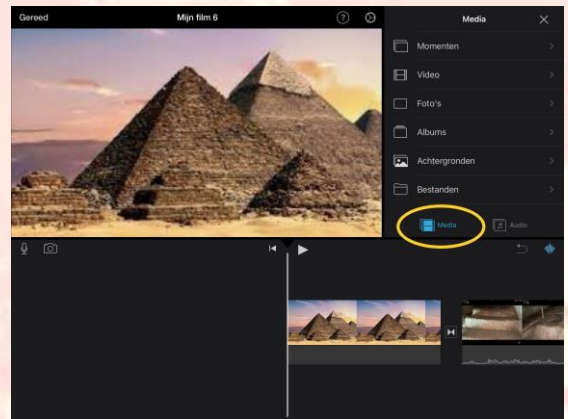 Gereed Mijn film 6 ? Media
Momenten
Video
Foto's
Albums
Achtergronden
Bestanden
Media Audio